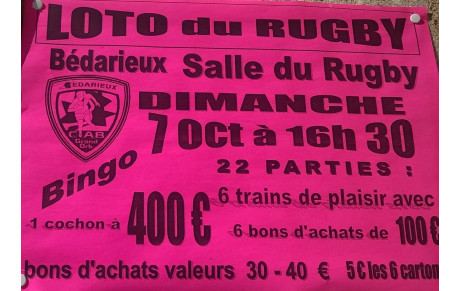 LOTO du RUGBY
Bédarieux Salle du Rugby
BÉDARIEUX
CJAB
Grand Orb
DIMANCHE
7 Oct à 16h 30
Bingo
22 PARTIES :
1 cochon à 400 €
6 trains de plaisir avec
6 bons d'achats de 100 €
bons d'achats valeurs 30 - 40 € 5€ les 6 carton